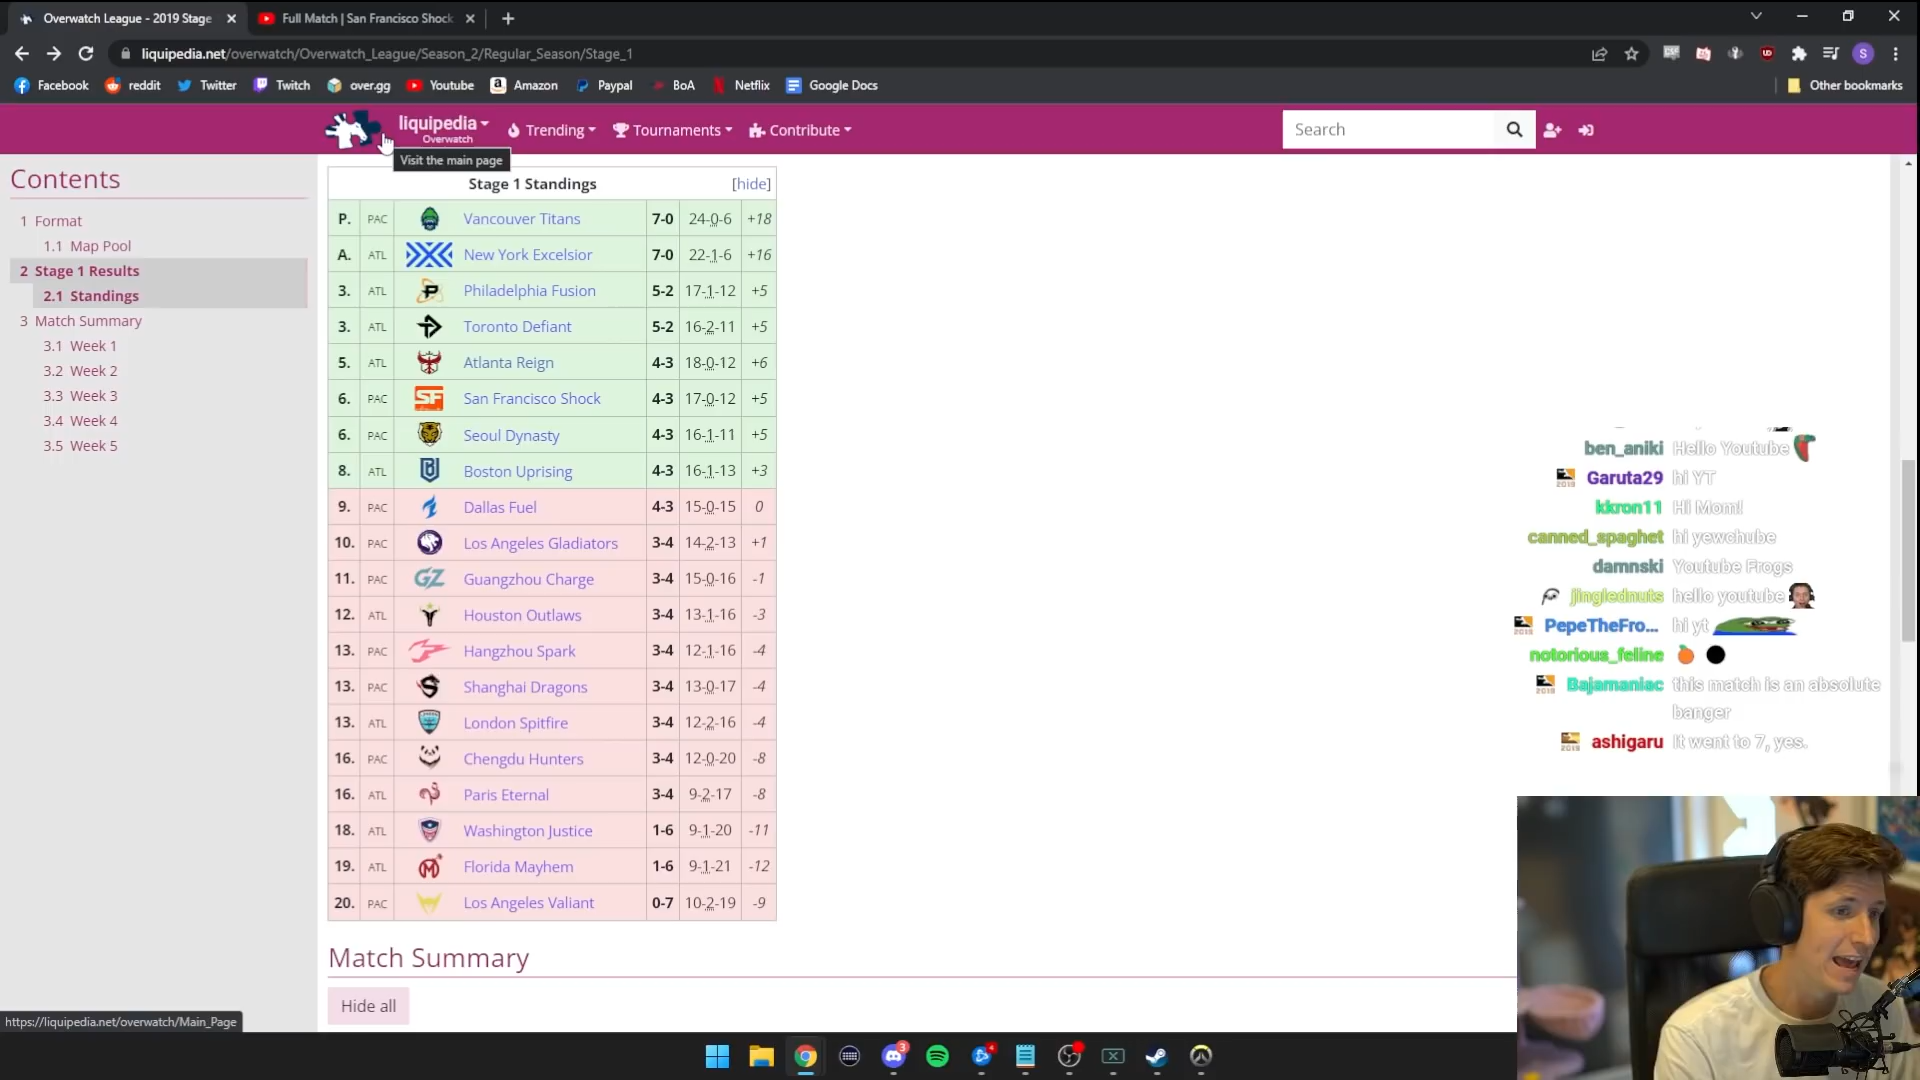 Overwatch League - 2019 Stage
Full Match | San Francisco Shock
liquipedia.net/overwatch/Overwatch_League/Season_2/Regular_Season/Stage_1
Facebook reddit Twitter Twitch over.gg Youtube Amazon Paypal BoA Netflix Google Docs Other bookmarks
liquipedia Overwatch Trending Tournaments Contribute Search
Visit the main page
Contents
1 Format
1.1 Map Pool
2 Stage 1 Results
2.1 Standings
3 Match Summary
3.1 Week 1
3.2 Week 2
3.3 Week 3
3.4 Week 4
3.5 Week 5
Stage 1 Standings [hide]
P. PAC Vancouver Titans 7-0 24-0-6 +18
A. ATL New York Excelsior 7-0 22-1-6 +16
3. ATL Philadelphia Fusion 5-2 17-1-12 +5
3. ATL Toronto Defiant 5-2 16-2-11 +5
5. ATL Atlanta Reign 4-3 18-0-12 +6
6. PAC SF San Francisco Shock 4-3 17-0-12 +5
6. PAC Seoul Dynasty 4-3 16-1-11 +5
8. ATL Boston Uprising 4-3 16-1-13 +3
9. PAC Dallas Fuel 4-3 15-0-15 0
10. PAC Los Angeles Gladiators 3-4 14-2-13 +1
11. PAC GZ Guangzhou Charge 3-4 15-0-16 -1
12. ATL Houston Outlaws 3-4 13-1-16 -3
13. PAC Hangzhou Spark 3-4 12-1-16 -4
13. PAC Shanghai Dragons 3-4 13-0-17 -4
13. ATL London Spitfire 3-4 12-2-16 -4
16. PAC Chengdu Hunters 3-4 12-0-20 -8
16. ATL Paris Eternal 3-4 9-2-17 -8
18. ATL Washington Justice 1-6 9-1-20 -11
19. ATL Florida Mayhem 1-6 9-1-21 -12
20. PAC Los Angeles Valiant 0-7 10-2-19 -9
Match Summary
Hide all
https://liquipedia.net/overwatch/Main_Page
ben_aniki Hello Youtube
2019 Garuta29 hi YT
kkron11 Hi Mom!
canned_spaghet hi yewchube
damnski Youtube Frogs
jinglednuts hello youtube
2019 PepeTheFro... hi yt
notorious_feline
2019 Bajamaniac this match is an absolute
banger
2019 ashigaru It went to 7, yes.
S
3
4